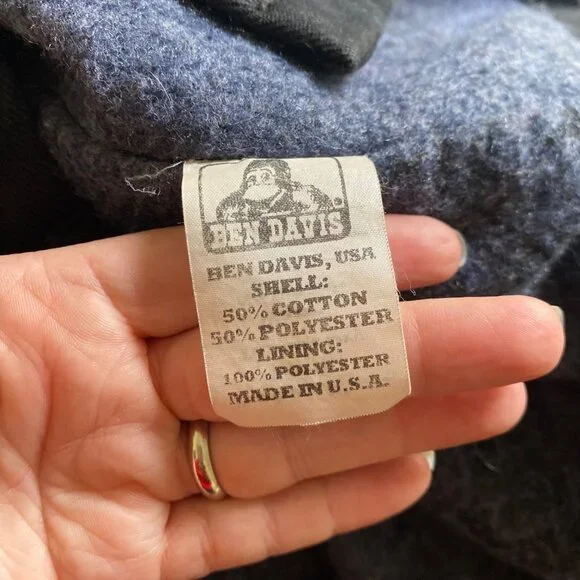 BEN DAVIS
BEN DAVIS, USA
SHELL:
50% COTTON
50% POLYESTER
LINING:
100% POLYESTER
MADE IN U.S.A.